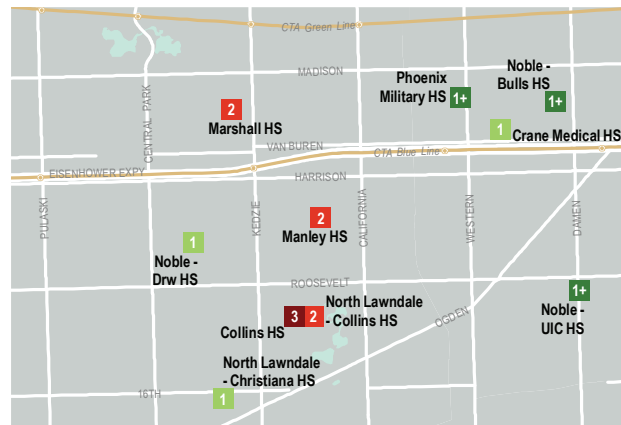 CTA Green Line
MADISON
Phoenix
Military HS
1+
Noble -
Bulls HS
1+
2
Marshall HS
CENTRAL PARK
1
Crane Medical HS
VAN BUREN
CTA Blue Line
EISENHOWER EXPY
HARRISON
PULASKI
KEDZIE
CALIFORNIA
WESTERN
DAMEN
2
Manley HS
1
Noble -
Drw HS
ROOSEVELT
1+
Noble -
UIC HS
3 2
North Lawndale
- Collins HS
Collins HS
OGDEN
North Lawndale
- Christiana HS
16TH
1